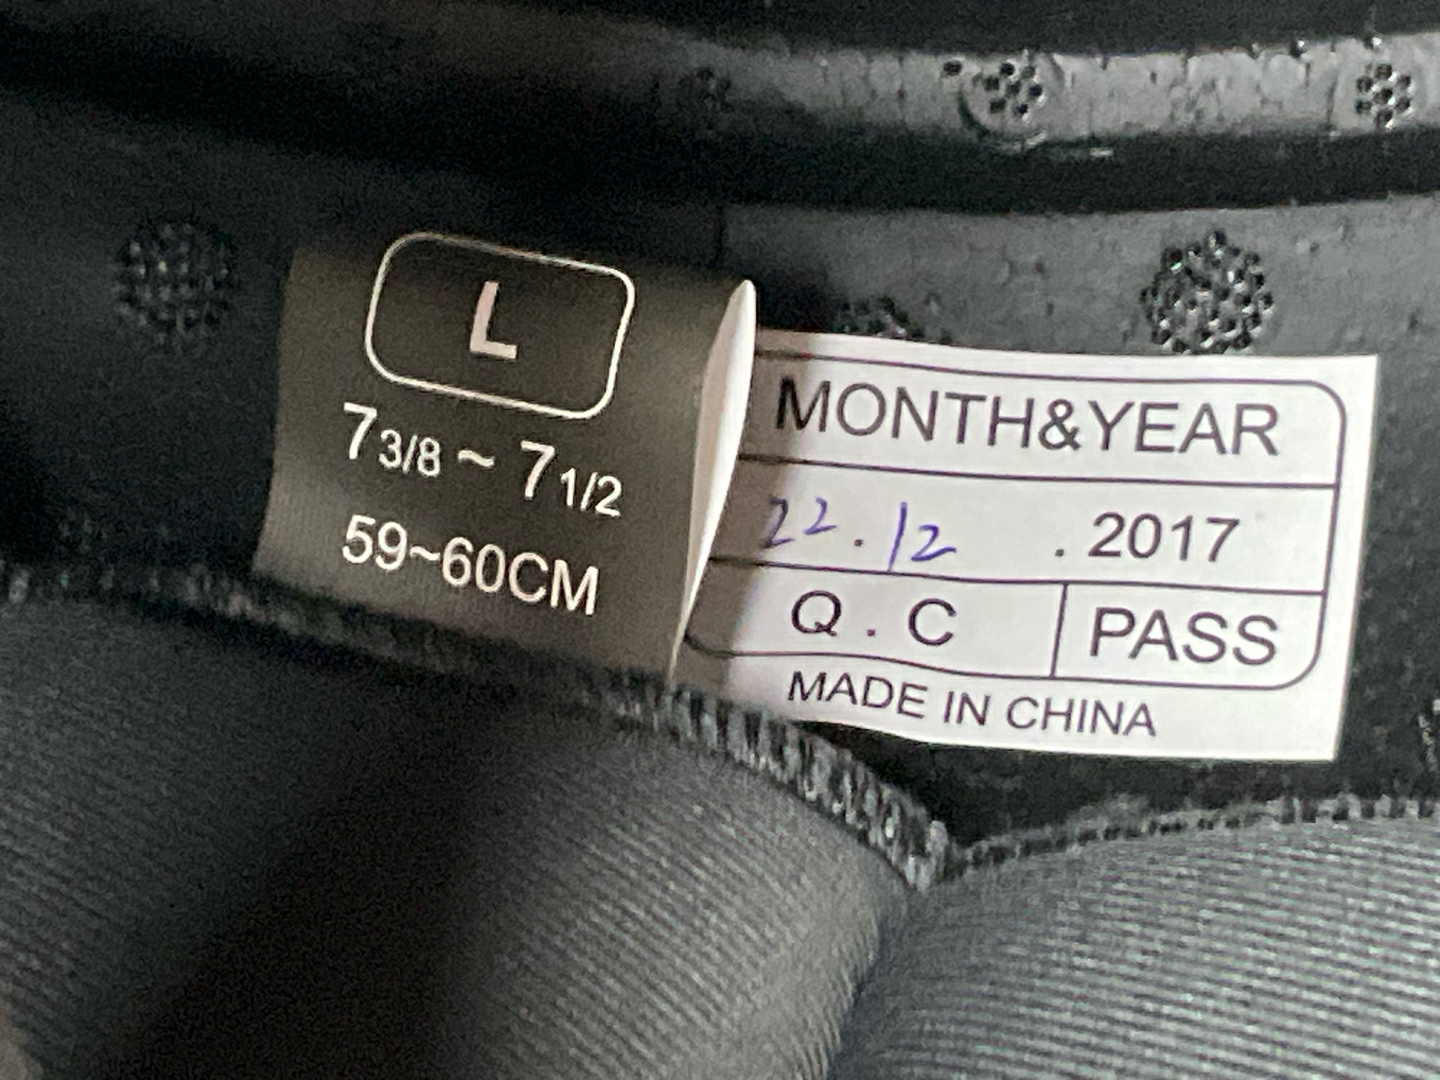 L
7 3/8 ~ 7 1/2
59~60CM
MONTH&YEAR
22.12 .2017
Q.C PASS
MADE IN CHINA